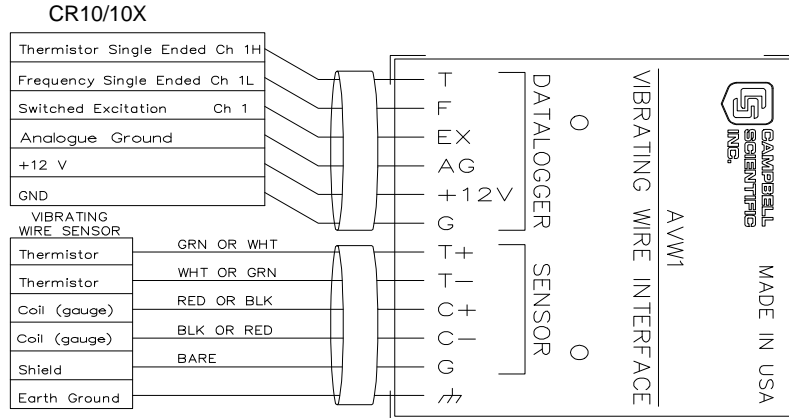 CR10/10X
Thermistor Single Ended Ch 1H
Frequency Single Ended Ch 1L
Switched Excitation Ch 1
Analogue Ground
+12 V
GND
VIBRATING
WIRE SENSOR
Thermistor
Thermistor
Coil (gauge)
Coil (gauge)
Shield
Earth Ground
GRN OR WHT
WHT OR GRN
RED OR BLK
BLK OR RED
BARE
T
F
EX
AG
+12V
G
T+
T-
C+
C-
G
DATALOGGER
SENSOR
VIBRATING WIRE INTERFACE
AVW1
CAMPBELL
SCIENTIFIC
INC.
MADE IN USA